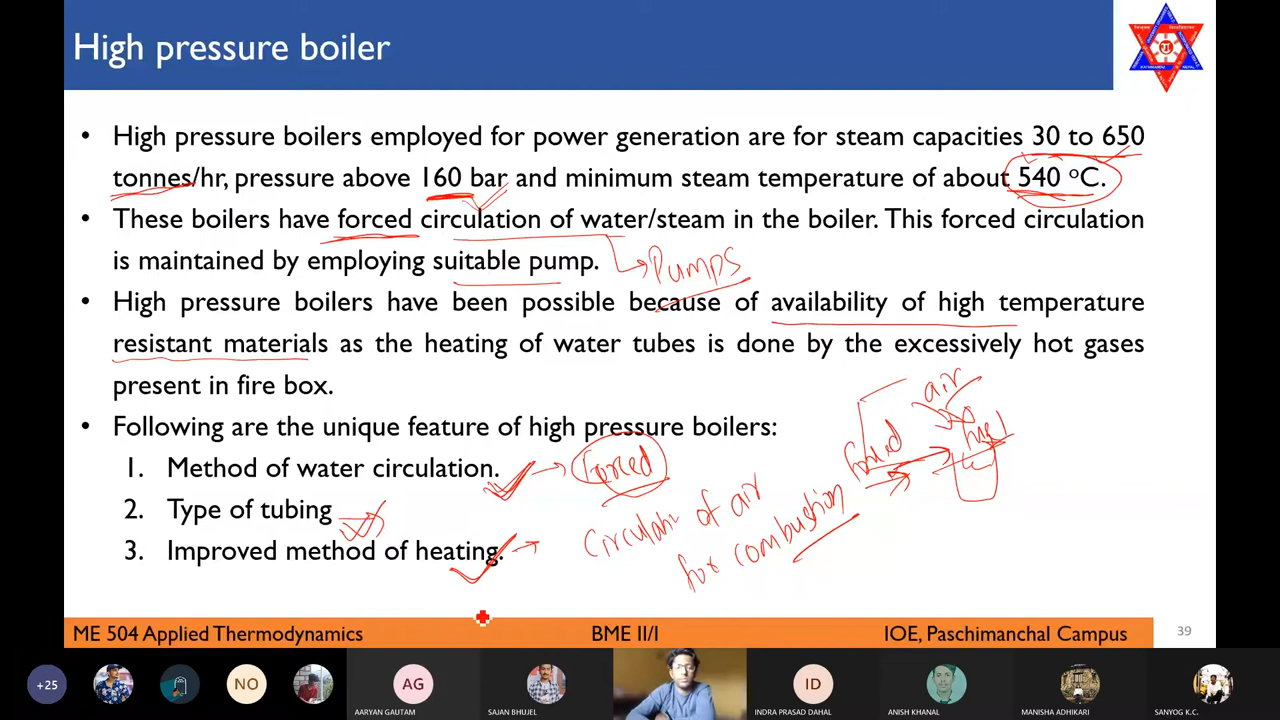 High pressure boiler
• High pressure boilers employed for power generation are for steam capacities 30 to 650
tonnes/hr, pressure above 160 bar and minimum steam temperature of about 540 °C.
• These boilers have forced circulation of water/steam in the boiler. This forced circulation
is maintained by employing suitable pump.
Pumps
• High pressure boilers have been possible because of availability of high temperature
resistant materials as the heating of water tubes is done by the excessively hot gases
present in fire box.
air
• Following are the unique feature of high pressure boilers:
1. Method of water circulation.
forced
forced
2. Type of tubing
3. Improved method of heating.
of air
for combustion
ME 504 Applied Thermodynamics
BME II/I
IOE, Paschimanchal Campus
39
+25
NO
AG
ID
AARYAN GAUTAM
SAJAN BHUJEL
INDRA PRASAD DAHAL
ANISH KHANAL
MANISHA ADHIKARI
SANYOG K.C.